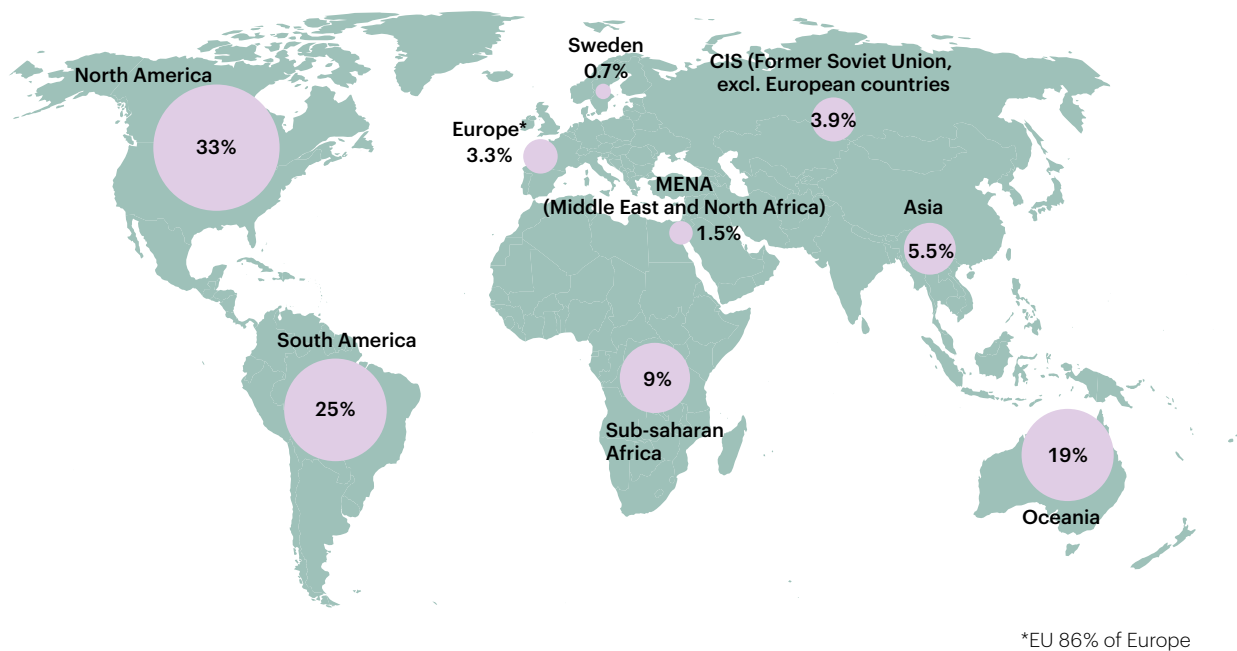 Sweden
0.7%
North America
33%
CIS (Former Soviet Union,
excl. European countries
3.9%
Europe*
3.3%
MENA
(Middle East and North Africa)
1.5%
Asia
5.5%
South America
25%
9%
Sub-saharan
Africa
19%
Oceania
*EU 86% of Europe